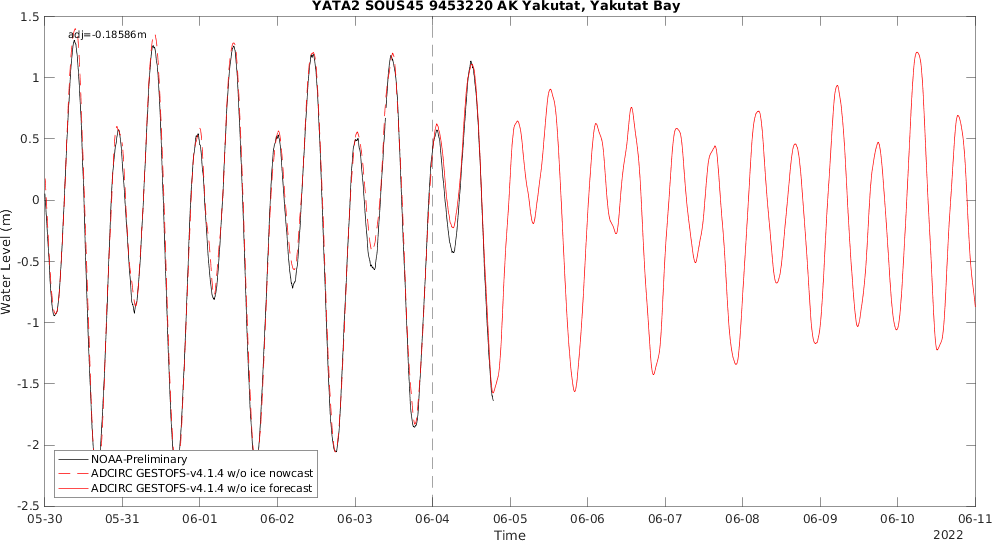 YATA2 SOUS45 9453220 AK Yakutat, Yakutat Bay
adj=-0.18586m
1.5
1
0.5
0
-0.5
-1
-1.5
-2
-2.5
Water Level (m)
NOAA-Preliminary
ADCIRC GESTOFS-v4.1.4 w/o ice nowcast
ADCIRC GESTOFS-v4.1.4 w/o ice forecast
05-30 05-31 06-01 06-02 06-03 06-04 06-05 06-06 06-07 06-08 06-09 06-10 06-11
Time
2022